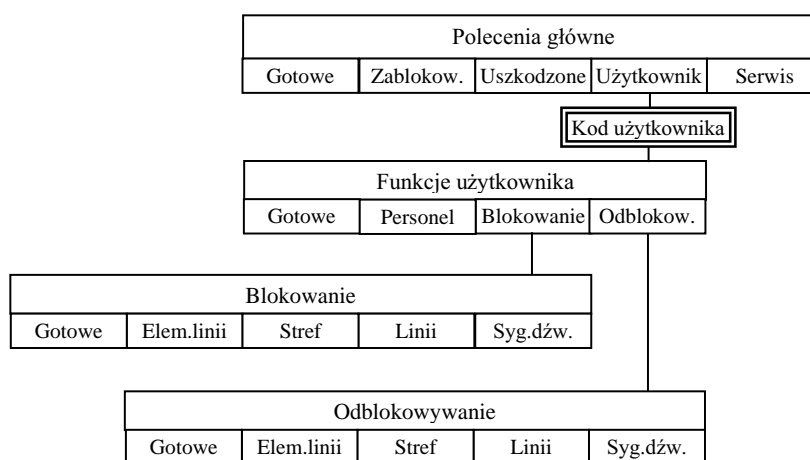 Polecenia główne
Gotowe Zablokow. Uszkodzone Użytkownik Serwis
Kod użytkownika
Funkcje użytkownika
Gotowe Personel Blokowanie Odblokow.
Blokowanie
Gotowe Elem.linii Stref Linii Syg.dźw.
Odblokowywanie
Gotowe Elem.linii Stref Linii Syg.dźw.